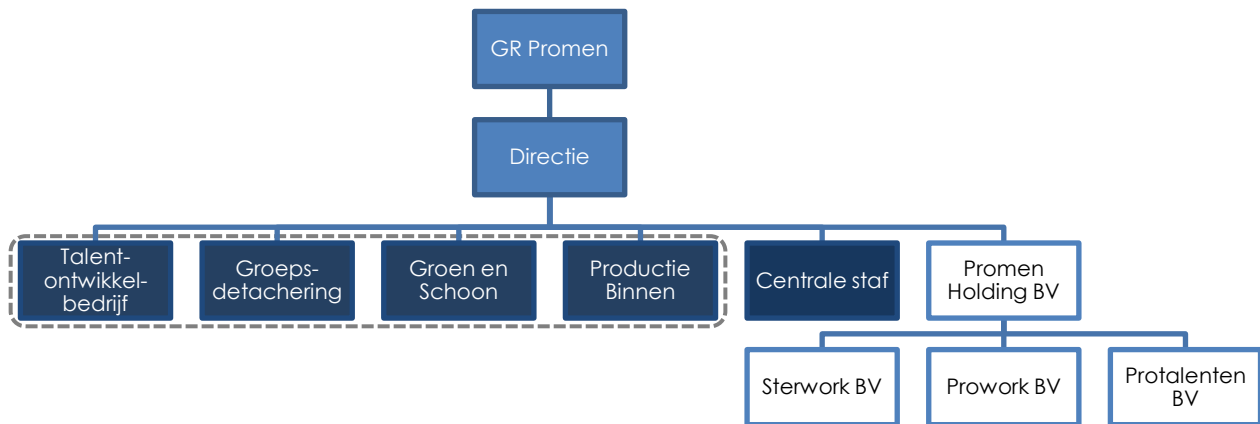 GR Promen
Directie
Talent-
ontwikkel-
bedrijf
Groeps-
detachering
Groen en
Schoon
Productie
Binnen
Centrale staf
Promen
Holding BV
Sterwork BV
Prowork BV
Protalenten
BV